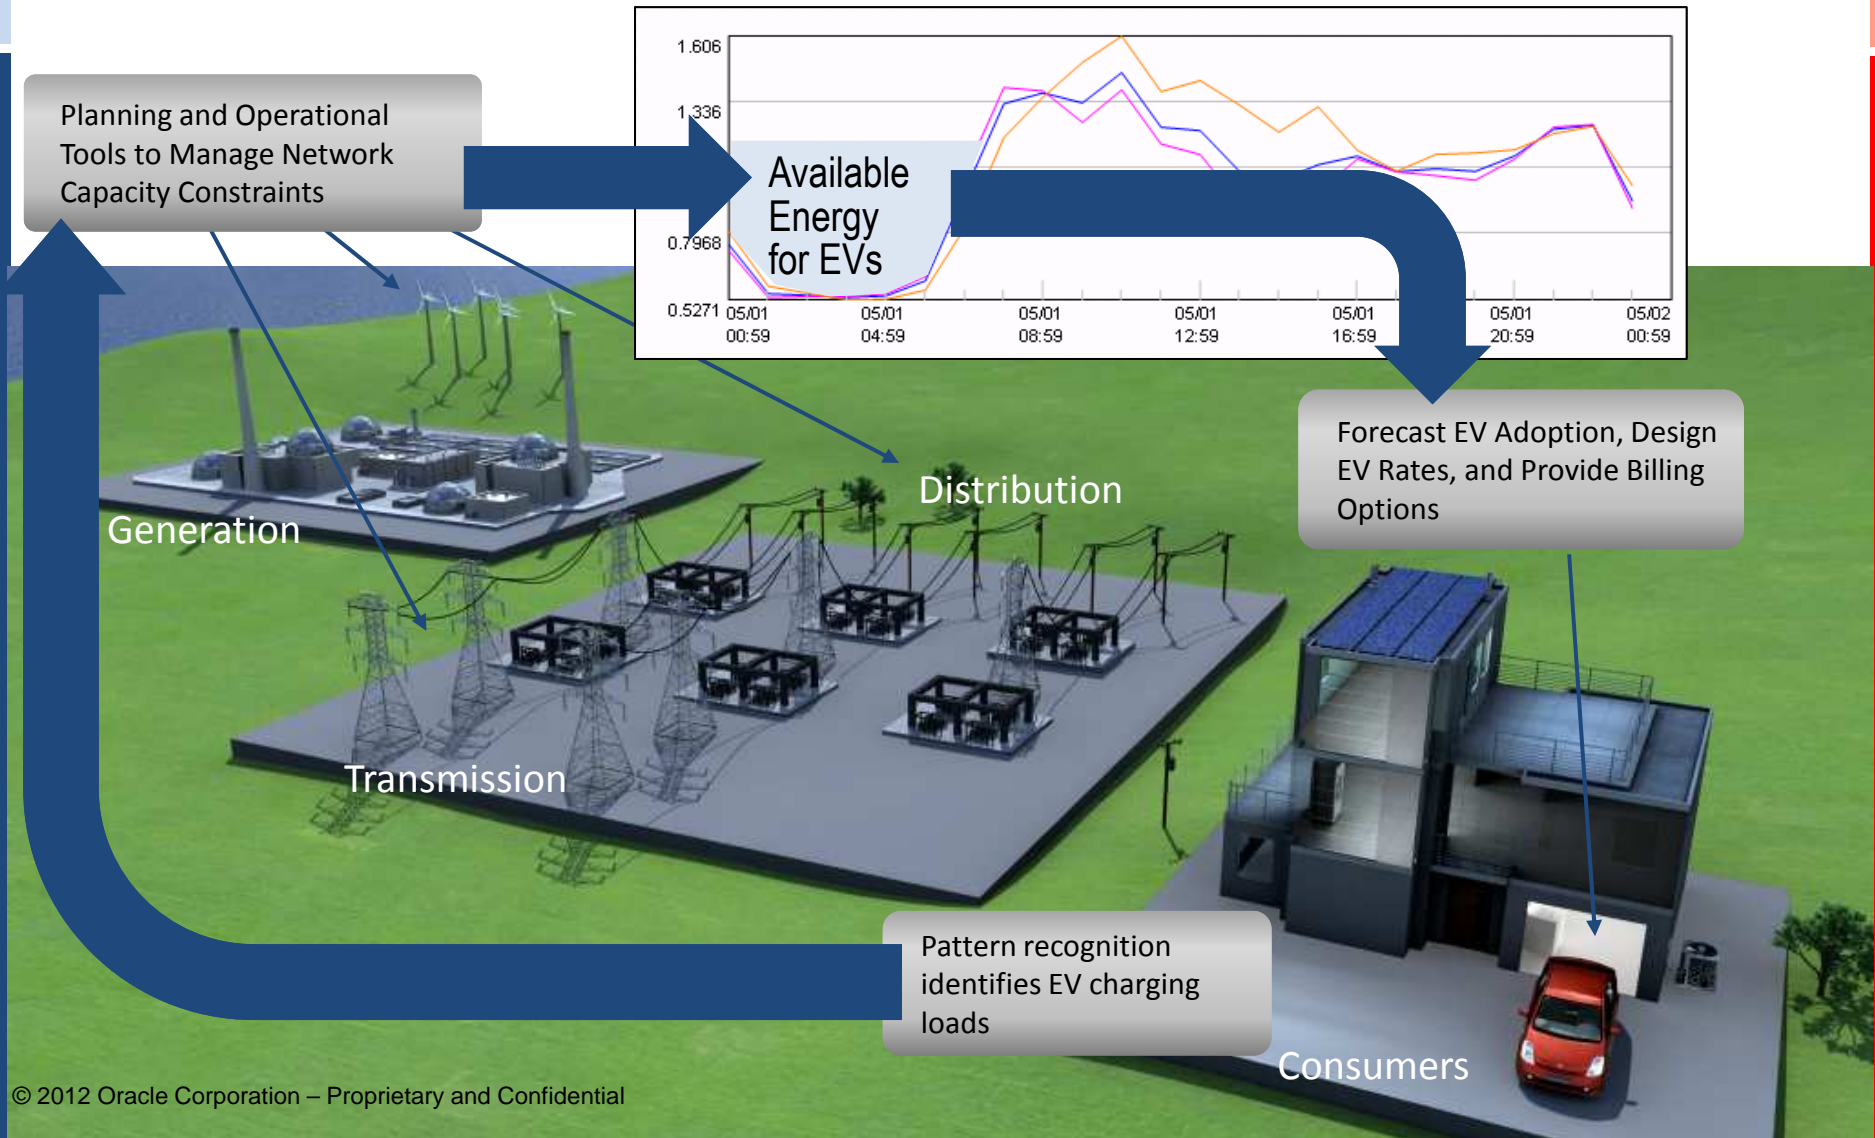 Planning and Operational
Tools to Manage Network
Capacity Constraints
1.606
1.336
0.7968
0.5271
Available
Energy
for EVs
05/01
00:59
05/01
04:59
05/01
08:59
05/01
12:59
05/01
16:59
05/01
20:59
05/02
00:59
Forecast EV Adoption, Design
EV Rates, and Provide Billing
Options
Generation
Distribution
Transmission
Pattern recognition
identifies EV charging
loads
Consumers
© 2012 Oracle Corporation – Proprietary and Confidential